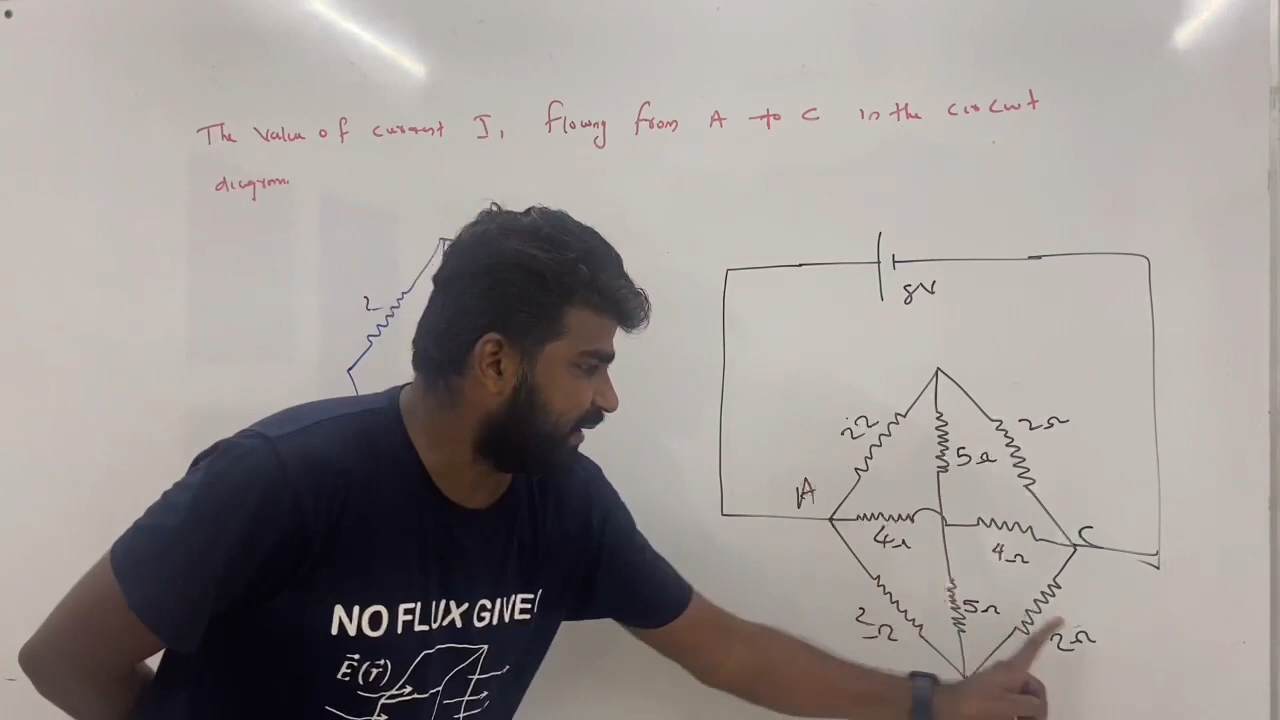 The value of current I, flowing from A to C in the circuit
diagram.
2
8V
2Ω
2Ω
5Ω
A
C
4Ω
4Ω
2Ω
5Ω
2Ω
NO FLUX GIVE
E(r)